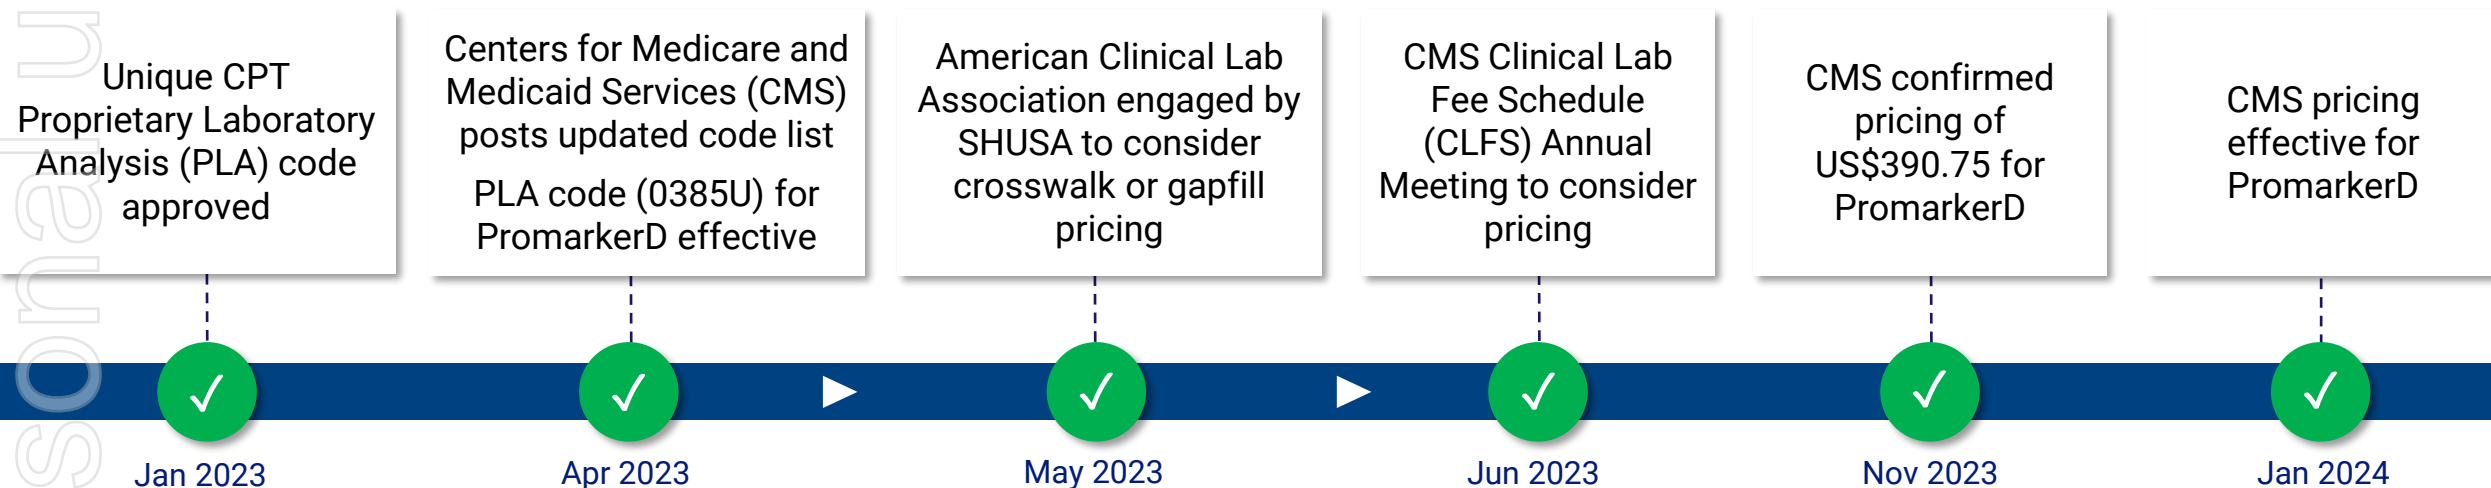 Unique CPT
Proprietary Laboratory
Analysis (PLA) code
approved
Centers for Medicare and
Medicaid Services (CMS)
posts updated code list
PLA code (0385U) for
PromarkerD effective
American Clinical Lab
Association engaged by
SHUSA to consider
crosswalk or gapfill
pricing
CMS Clinical Lab
Fee Schedule
(CLFS) Annual
Meeting to consider
pricing
CMS confirmed
pricing of
US$390.75 for
PromarkerD
CMS pricing
effective for
PromarkerD
Jan 2023
Apr 2023
May 2023
Jun 2023
Nov 2023
Jan 2024
sonal u